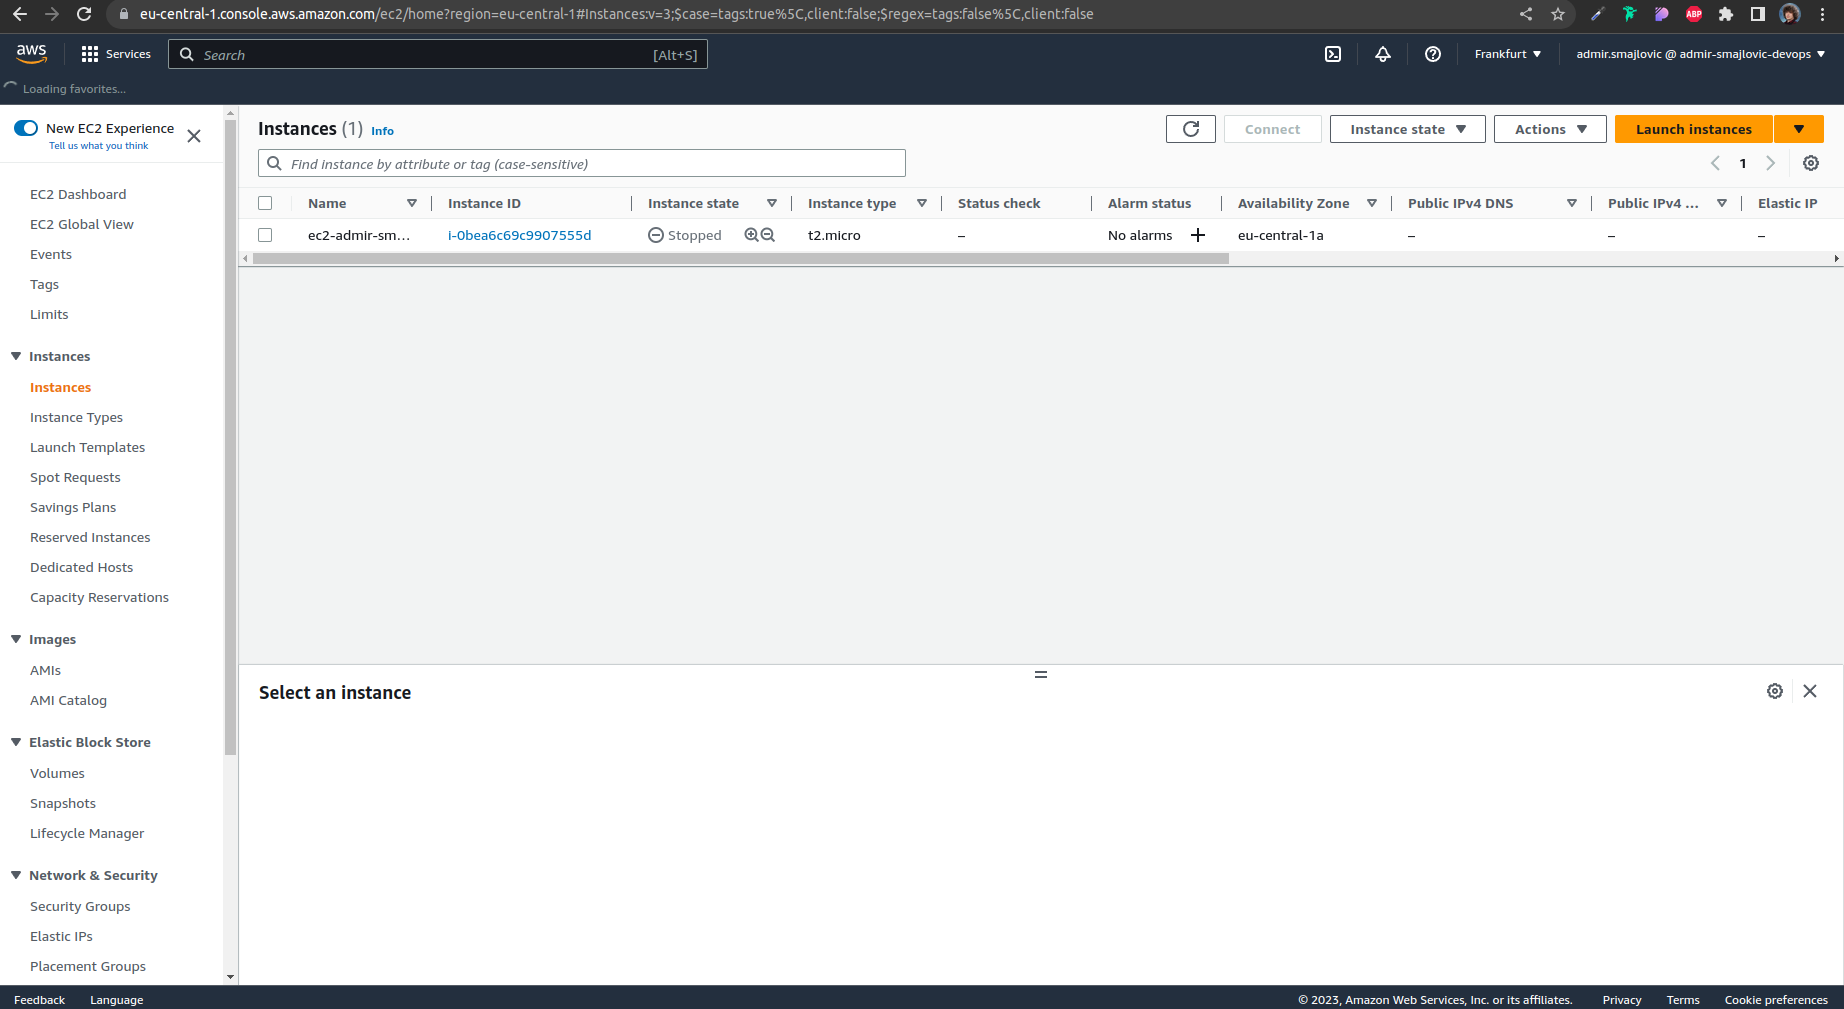 eu-central-1.console.aws.amazon.com/ec2/home?region=eu-central-1#Instances:v=3;$case=tags:true%5C,client:false;$regex=tags:false%5C,client:false
ABP
aws
Services
Search
[Alt+S]
Frankfurt
admir.smajlovic @ admir-smajlovic-devops
Loading favorites...
New EC2 Experience
Tell us what you think
EC2 Dashboard
EC2 Global View
Events
Tags
Limits
Instances
Instances
Instance Types
Launch Templates
Spot Requests
Savings Plans
Reserved Instances
Dedicated Hosts
Capacity Reservations
Images
AMIs
AMI Catalog
Elastic Block Store
Volumes
Snapshots
Lifecycle Manager
Network & Security
Security Groups
Elastic IPs
Placement Groups
Instances (1) Info
Connect
Instance state
Actions
Launch instances
Find instance by attribute or tag (case-sensitive)
1
Name Instance ID Instance state Instance type Status check Alarm status Availability Zone Public IPv4 DNS Public IPv4 ... Elastic IP
ec2-admir-sm... i-0bea6c69c9907555d Stopped t2.micro – No alarms + eu-central-1a – – –
Select an instance
Feedback Language
© 2023, Amazon Web Services, Inc. or its affiliates. Privacy Terms Cookie preferences